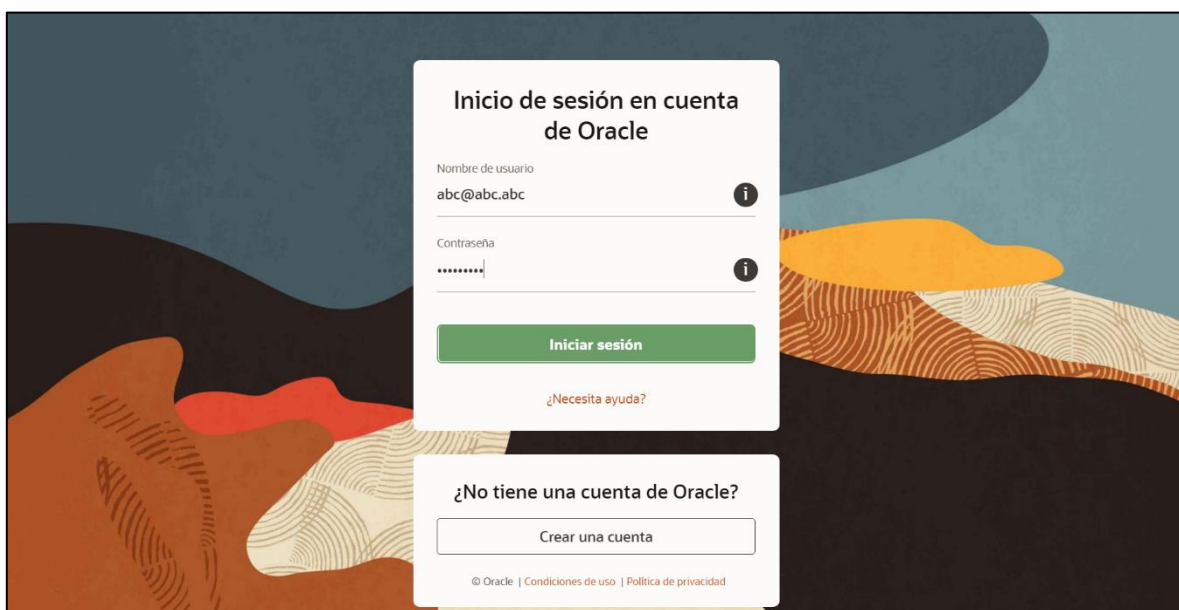 Inicio de sesión en cuenta
de Oracle
Nombre de usuario
abc@abc.abc
i
Contraseña
•••••••••
i
Iniciar sesión
¿Necesita ayuda?
¿No tiene una cuenta de Oracle?
Crear una cuenta
© Oracle | Condiciones de uso | Política de privacidad